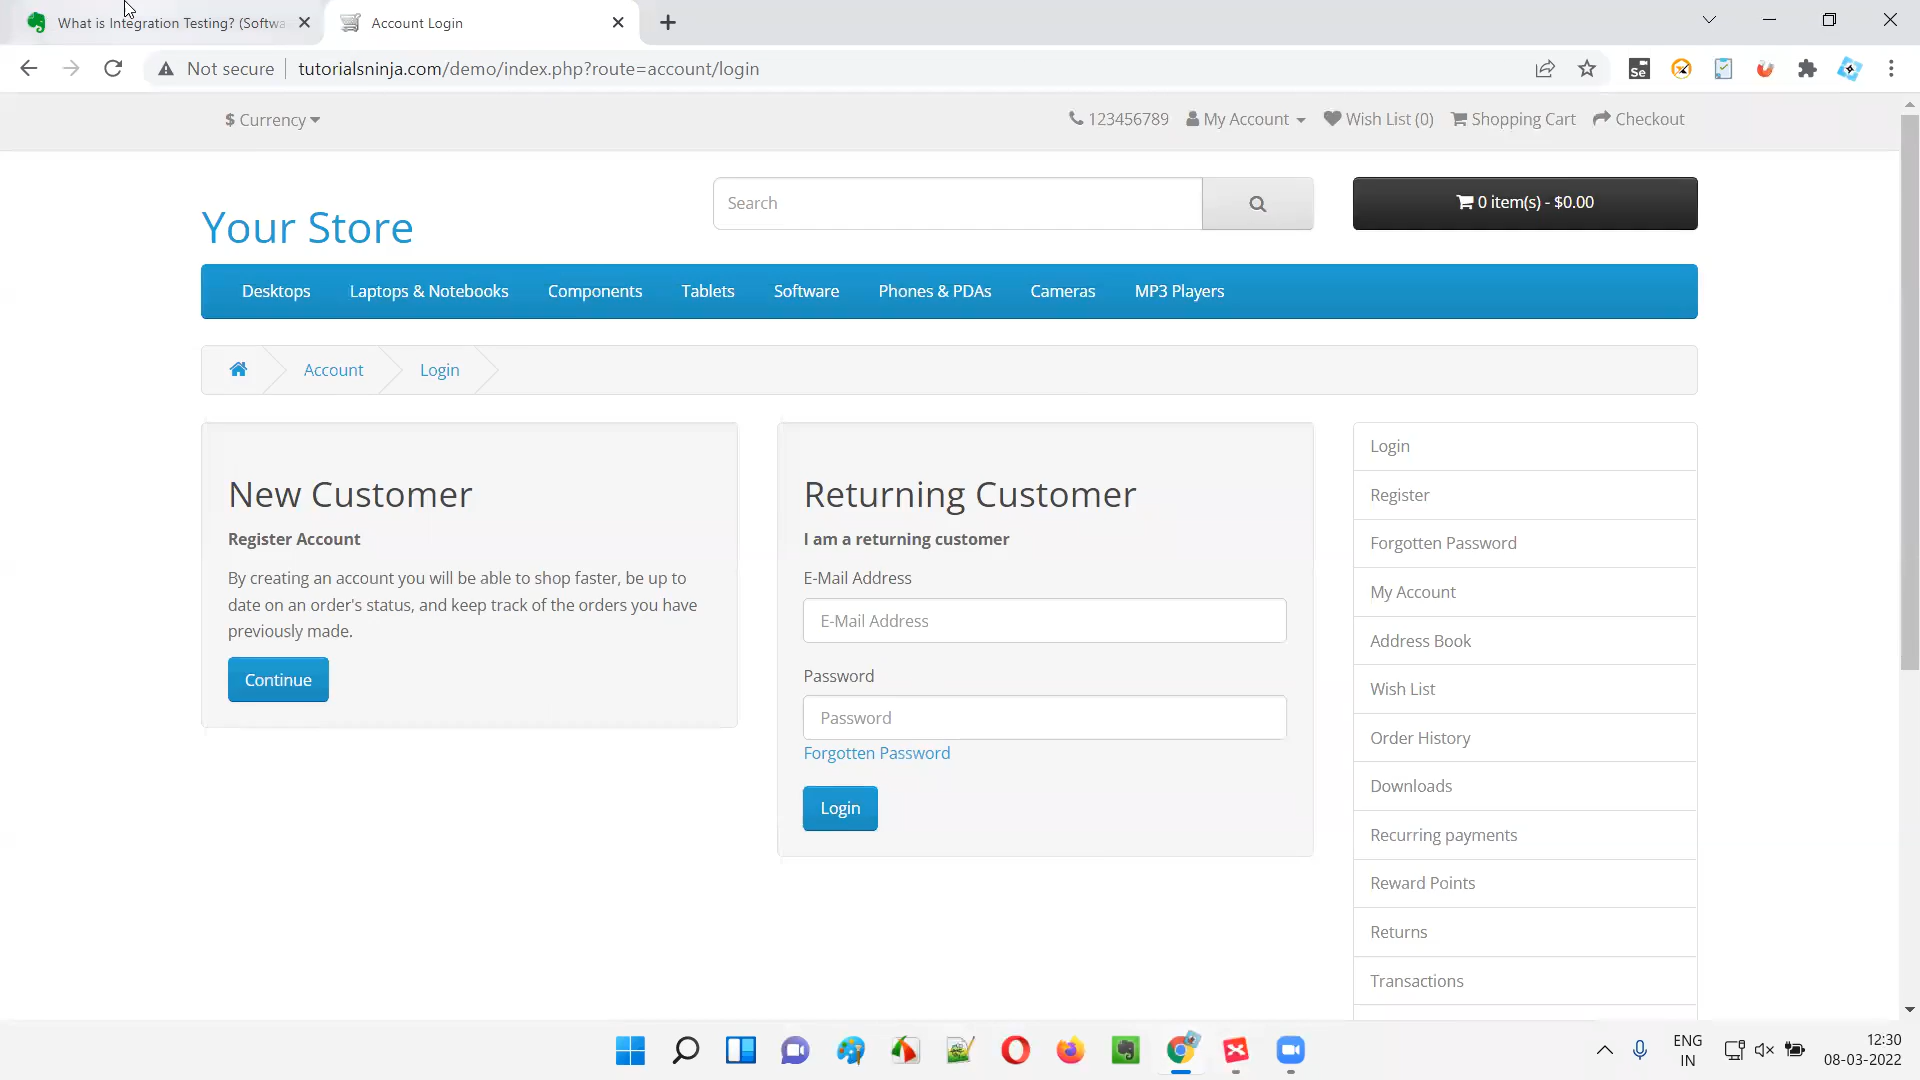 What is Integration Testing? (Softwa
Account Login
Not secure
tutorialsninja.com/demo/index.php?route=account/login
Se
$ Currency
123456789
My Account
Wish List (0)
Shopping Cart
Checkout
Your Store
Search
0 item(s) - $0.00
Desktops
Laptops & Notebooks
Components
Tablets
Software
Phones & PDAs
Cameras
MP3 Players
Account
Login
New Customer
Register Account
By creating an account you will be able to shop faster, be up to
date on an order's status, and keep track of the orders you have
previously made.
Continue
Returning Customer
I am a returning customer
E-Mail Address
E-Mail Address
Password
Password
Forgotten Password
Login
Login
Register
Forgotten Password
My Account
Address Book
Wish List
Order History
Downloads
Recurring payments
Reward Points
Returns
Transactions
ENG
IN
12:30
08-03-2022